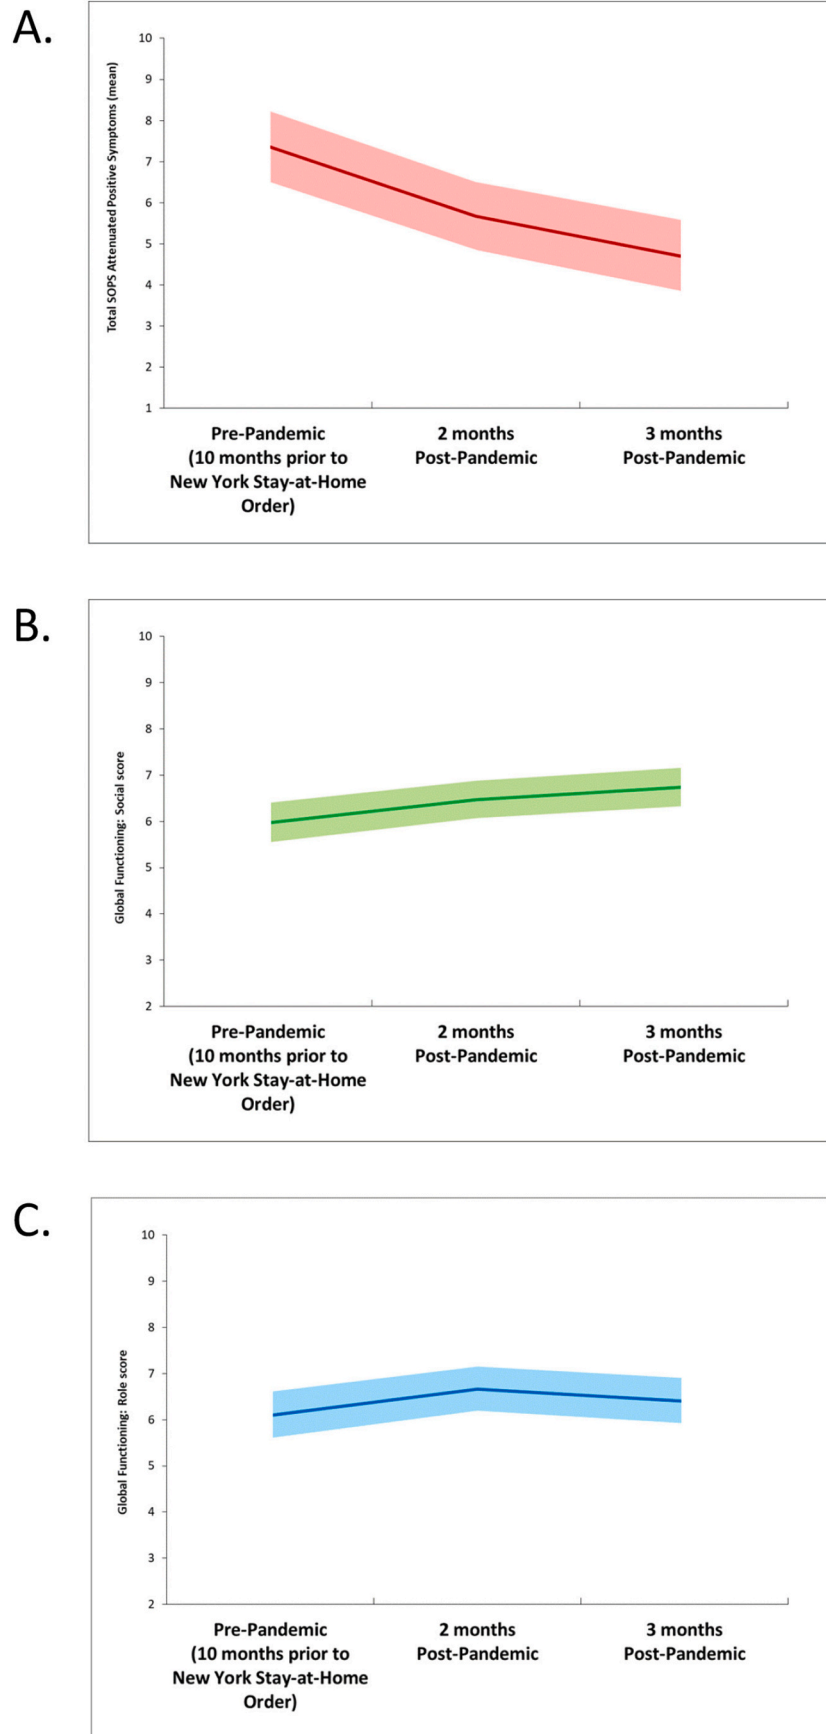 A.
Total SOPS Attenuated Positive Symptoms (mean)
10
9
8
7
6
5
4
3
2
1
Pre-Pandemic
(10 months prior to
New York Stay-at-Home
Order)
2 months
Post-Pandemic
3 months
Post-Pandemic
B.
Global Functioning: Social score
10
9
8
7
6
5
4
3
2
Pre-Pandemic
(10 months prior to
New York Stay-at-Home
Order)
2 months
Post-Pandemic
3 months
Post-Pandemic
C.
Global Functioning: Role score
10
9
8
7
6
5
4
3
2
Pre-Pandemic
(10 months prior to
New York Stay-at-Home
Order)
2 months
Post-Pandemic
3 months
Post-Pandemic